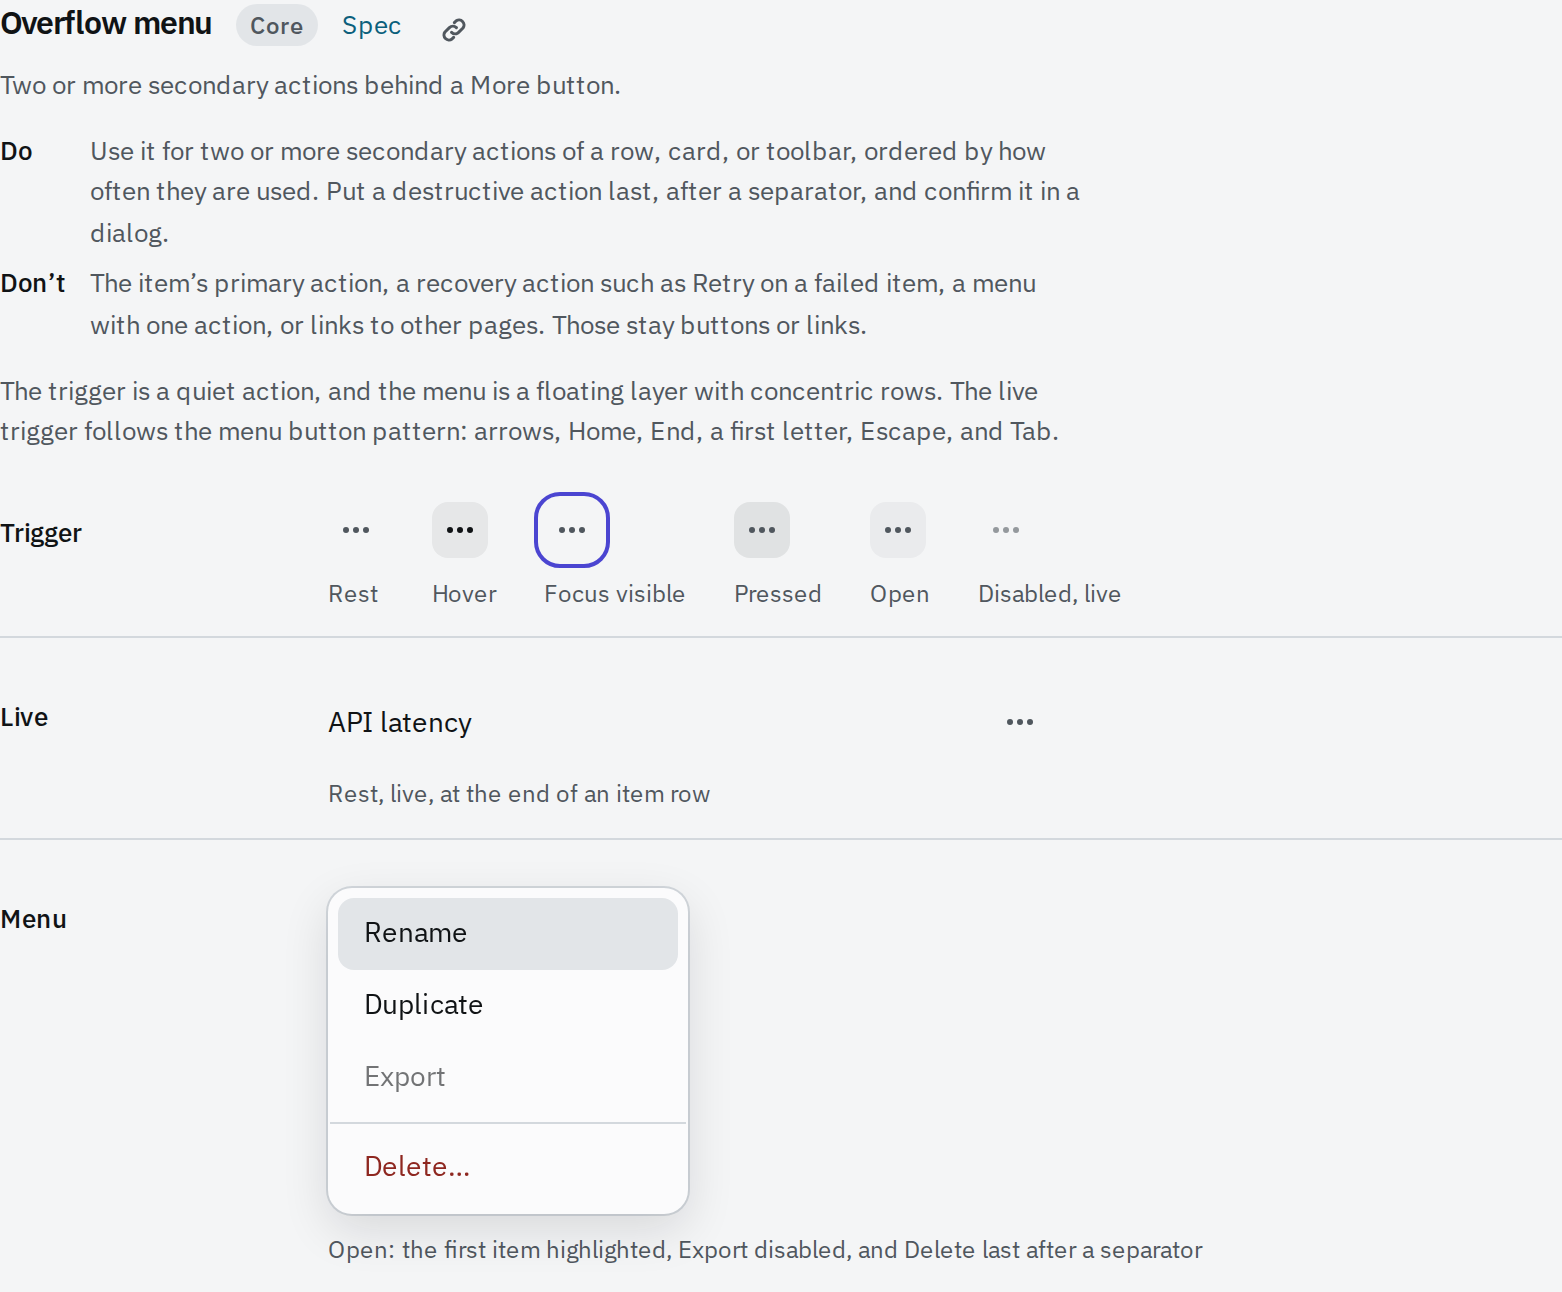 Overflow menu Core Spec
Two or more secondary actions behind a More button.
Do Use it for two or more secondary actions of a row, card, or toolbar, ordered by how
often they are used. Put a destructive action last, after a separator, and confirm it in a
dialog.
Don’t The item’s primary action, a recovery action such as Retry on a failed item, a menu
with one action, or links to other pages. Those stay buttons or links.
The trigger is a quiet action, and the menu is a floating layer with concentric rows. The live
trigger follows the menu button pattern: arrows, Home, End, a first letter, Escape, and Tab.
Trigger
Rest Hover Focus visible Pressed Open Disabled, live
Live API latency
Rest, live, at the end of an item row
Menu
Rename
Duplicate
Export
Delete…
Open: the first item highlighted, Export disabled, and Delete last after a separator